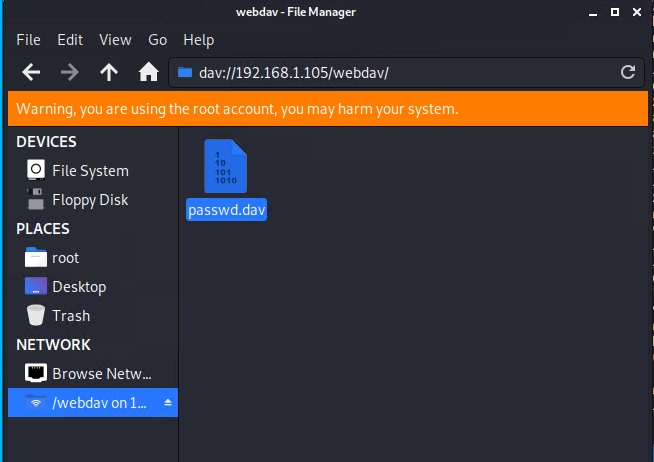 webdav - File Manager
File Edit View Go Help
dav://192.168.1.105/webdav/
Warning, you are using the root account, you may harm your system.
DEVICES
File System
Floppy Disk
PLACES
root
Desktop
Trash
NETWORK
Browse Netw...
/webdav on 1...
1
10
101
1010
passwd.dav